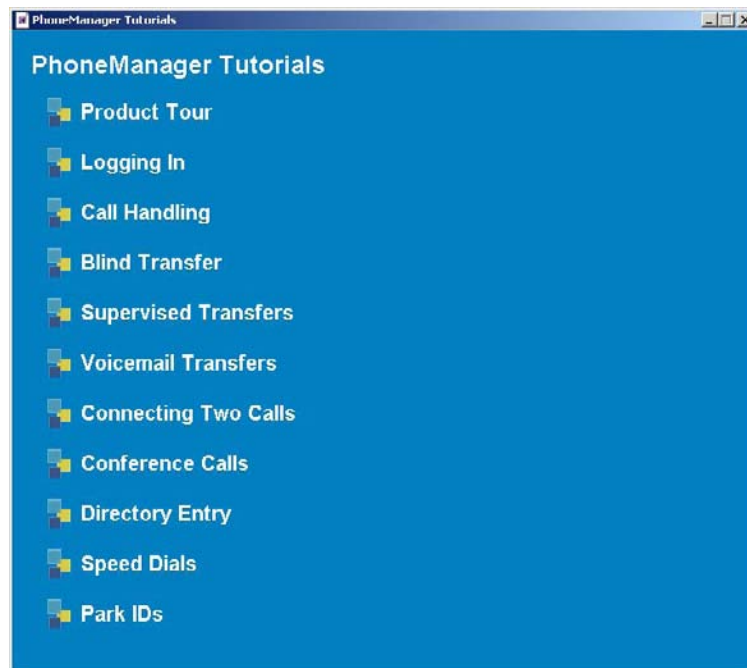 PhoneManager Tutorials
PhoneManager Tutorials
Product Tour
Logging In
Call Handling
Blind Transfer
Supervised Transfers
Voicemail Transfers
Connecting Two Calls
Conference Calls
Directory Entry
Speed Dials
Park IDs